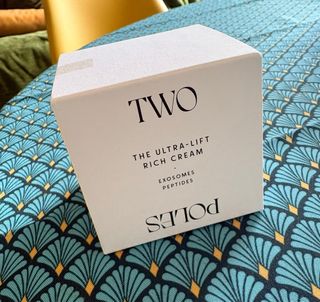 TWO
THE ULTRA-LIFT
RICH CREAM
EXOSOMES
PEPTIDES
POLES